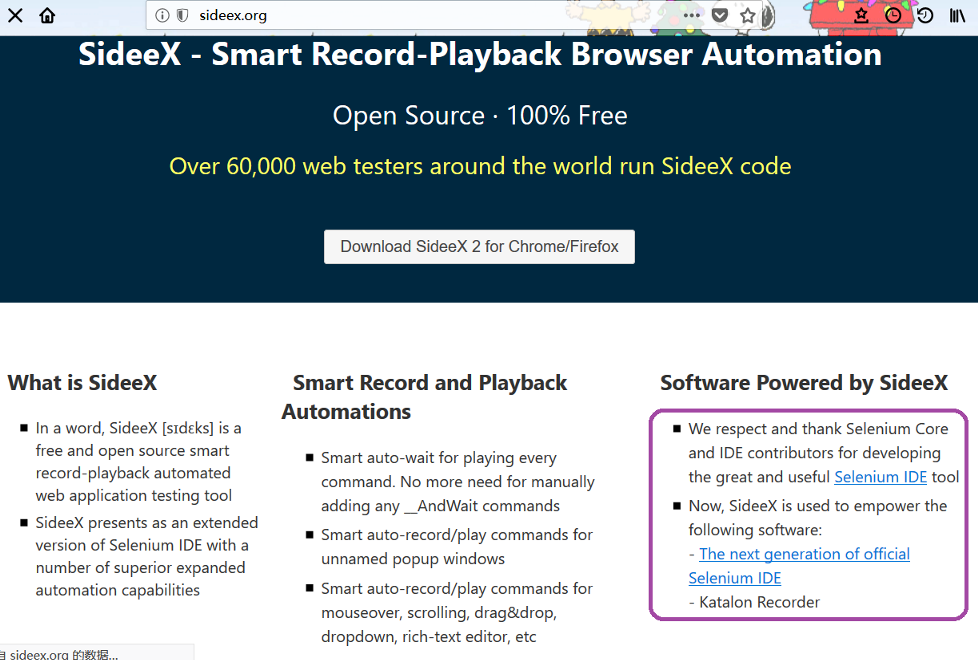 sideex.org
SideeX - Smart Record-Playback Browser Automation
Open Source · 100% Free
Over 60,000 web testers around the world run SideeX code
Download SideeX 2 for Chrome/Firefox
What is SideeX
■ In a word, SideeX [sɪdɛks] is a
free and open source smart
record-playback automated
web application testing tool
■ SideeX presents as an extended
version of Selenium IDE with a
number of superior expanded
automation capabilities
Smart Record and Playback
Automations
■ Smart auto-wait for playing every
command. No more need for manually
adding any __AndWait commands
■ Smart auto-record/play commands for
unnamed popup windows
■ Smart auto-record/play commands for
mouseover, scrolling, drag&drop,
dropdown, rich-text editor, etc
Software Powered by SideeX
■ We respect and thank Selenium Core
and IDE contributors for developing
the great and useful Selenium IDE tool
■ Now, SideeX is used to empower the
following software:
- The next generation of official
Selenium IDE
- Katalon Recorder
自 sideex.org 的数据...